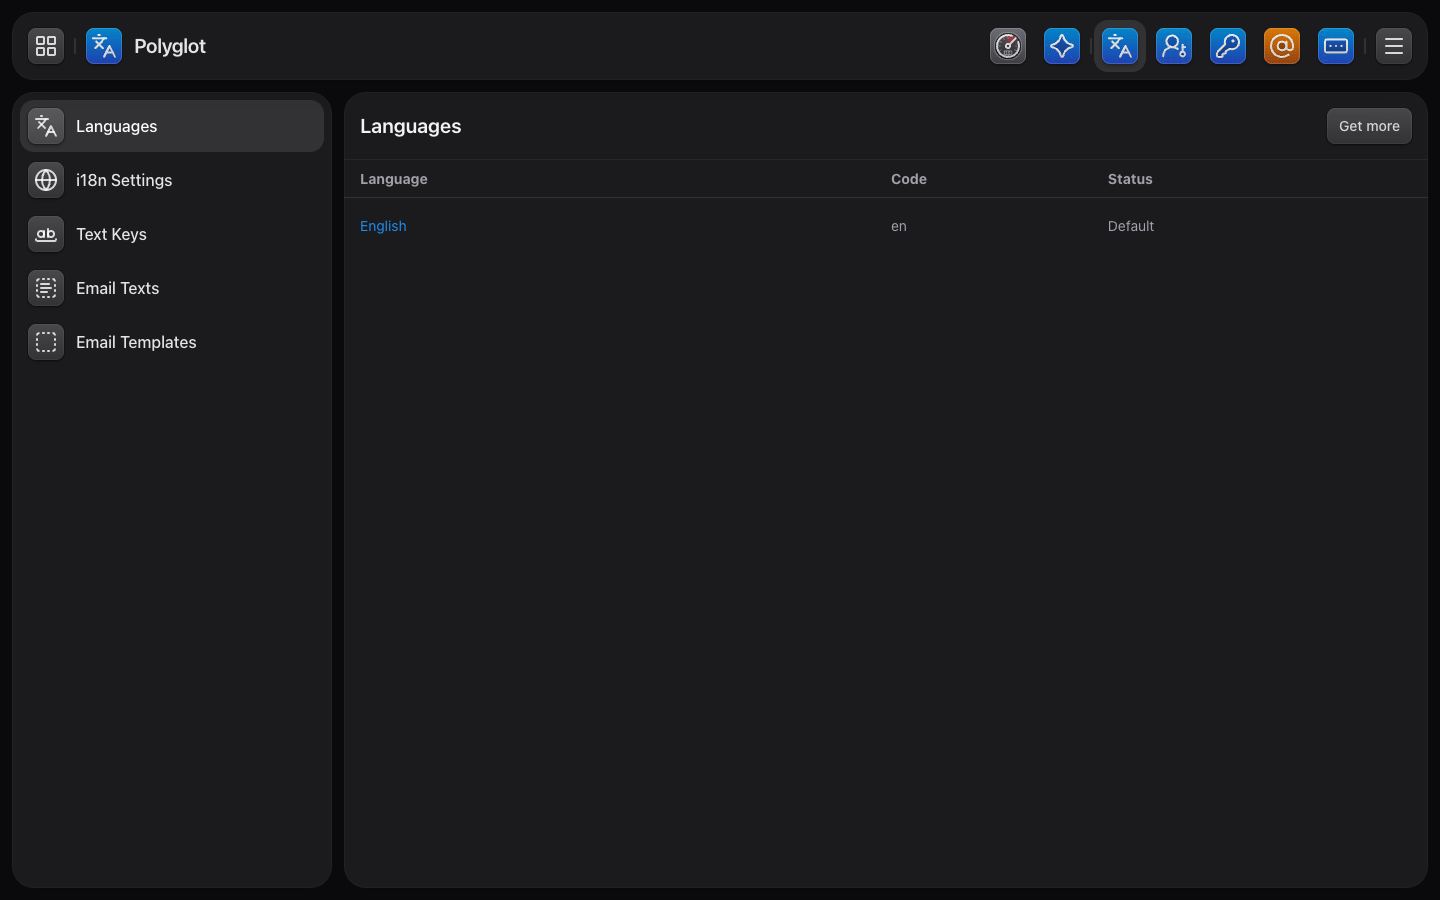 Polyglot
Languages
i18n Settings
Text Keys
Email Texts
Email Templates
Languages
Get more
Language Code Status
English en Default